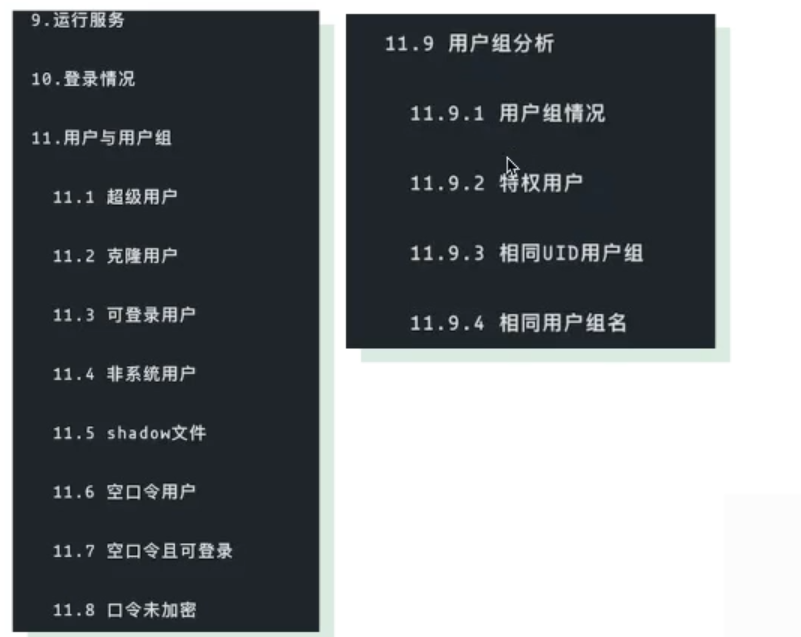 9.运行服务
10.登录情况
11.用户与用户组
11.1 超级用户
11.2 克隆用户
11.3 可登录用户
11.4 非系统用户
11.5 shadow文件
11.6 空口令用户
11.7 空口令且可登录
11.8 口令未加密
11.9 用户组分析
11.9.1 用户组情况
11.9.2 特权用户
11.9.3 相同UID用户组
11.9.4 相同用户组名